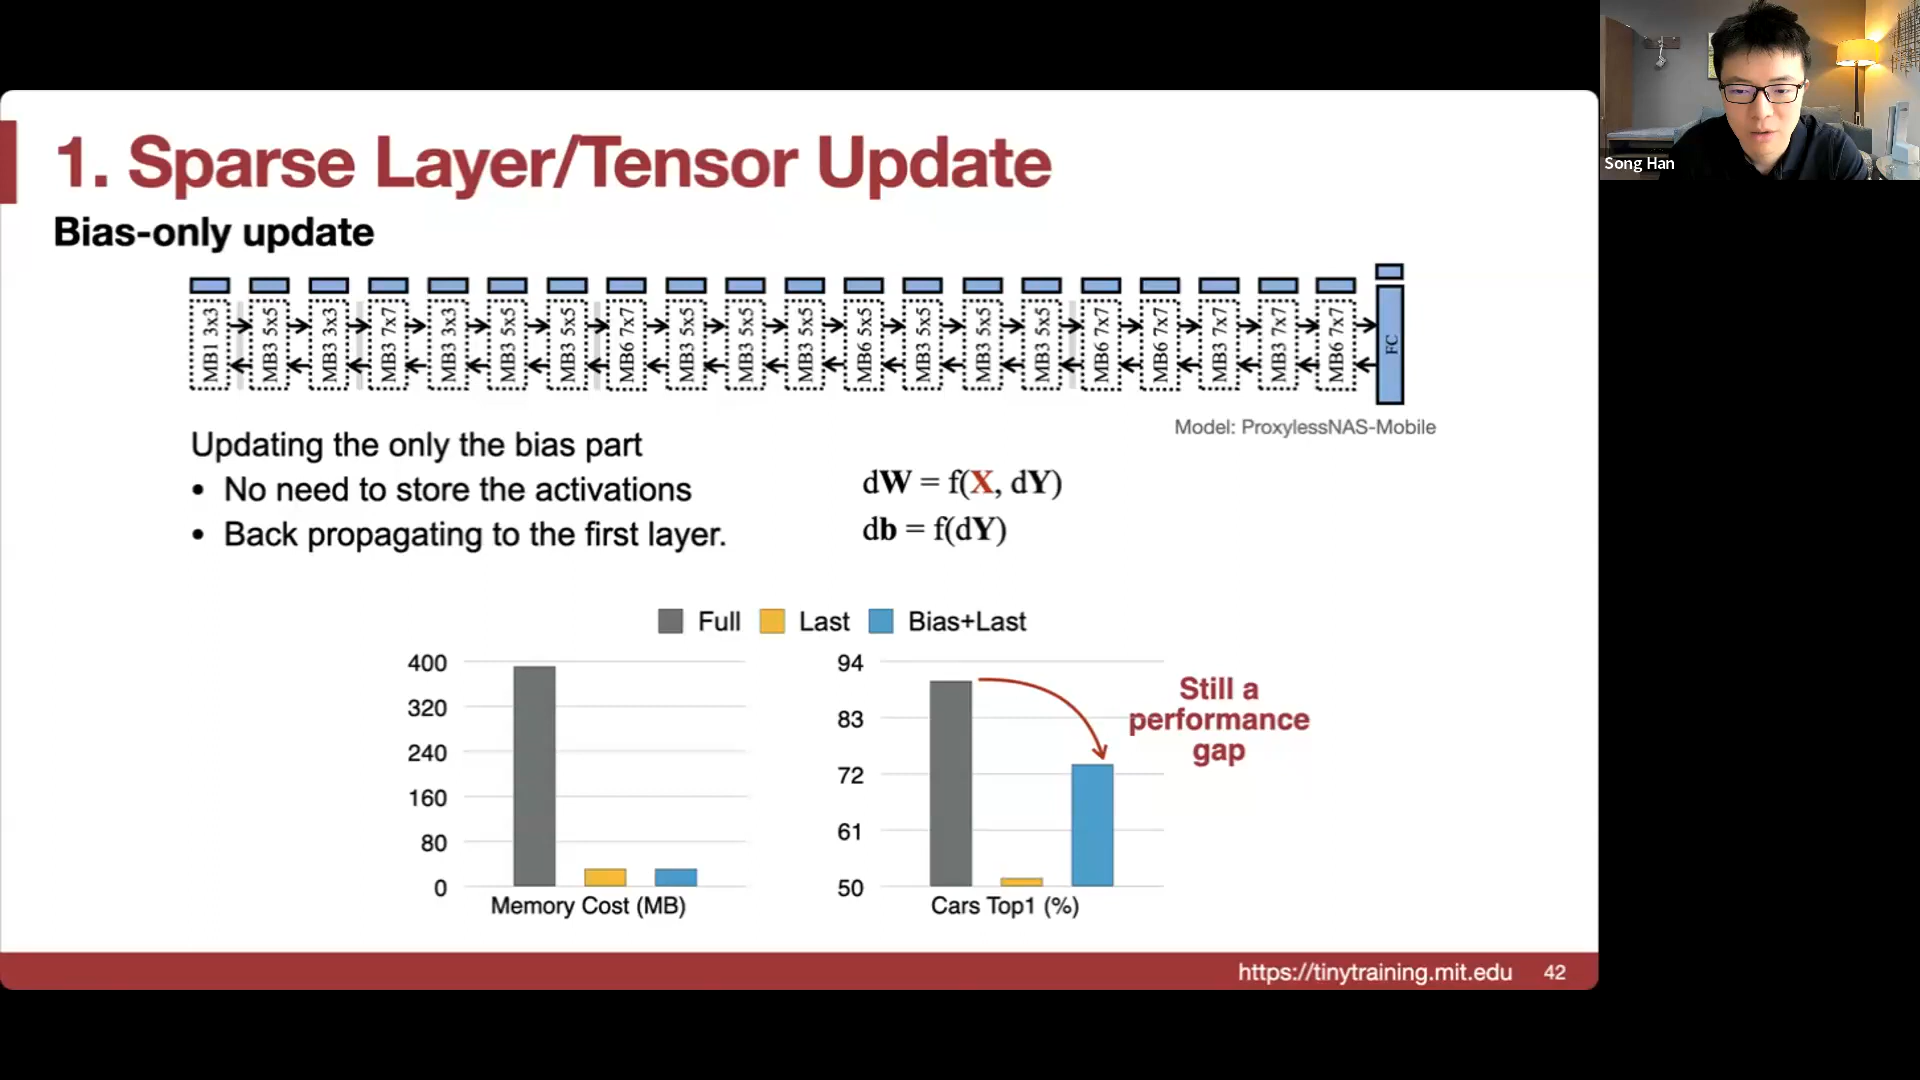 1. Sparse Layer/Tensor Update
Bias-only update
MB1 3x3
MB3 5x5
MB3 3x3
MB3 7x7
MB3 3x3
MB3 5x5
MB3 5x5
MB6 7x7
MB3 5x5
MB3 5x5
MB3 5x5
MB6 5x5
MB3 5x5
MB3 5x5
MB3 5x5
MB6 7x7
MB6 7x7
MB3 7x7
MB3 7x7
MB6 7x7
FC
Model: ProxylessNAS-Mobile
Updating the only the bias part
• No need to store the activations
• Back propagating to the first layer.
dW = f(X, dY)
db = f(dY)
Full Last Bias+Last
400
320
240
160
80
0
Memory Cost (MB)
94
83
72
61
50
Cars Top1 (%)
Still a
performance
gap
https://tinytraining.mit.edu 42
Song Han